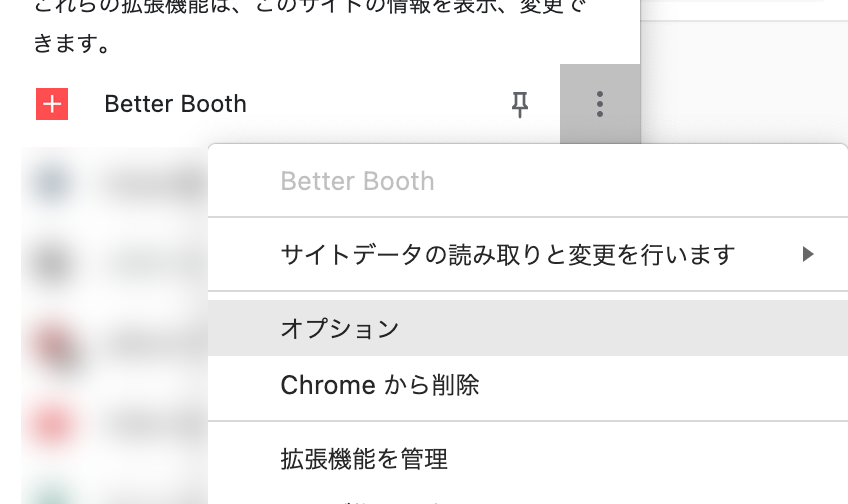 これらの拡張機能は、このサイトの情報を表示、変更で
きます。
Better Booth
Better Booth
サイトデータの読み取りと変更を行います
オプション
Chrome から削除
拡張機能を管理